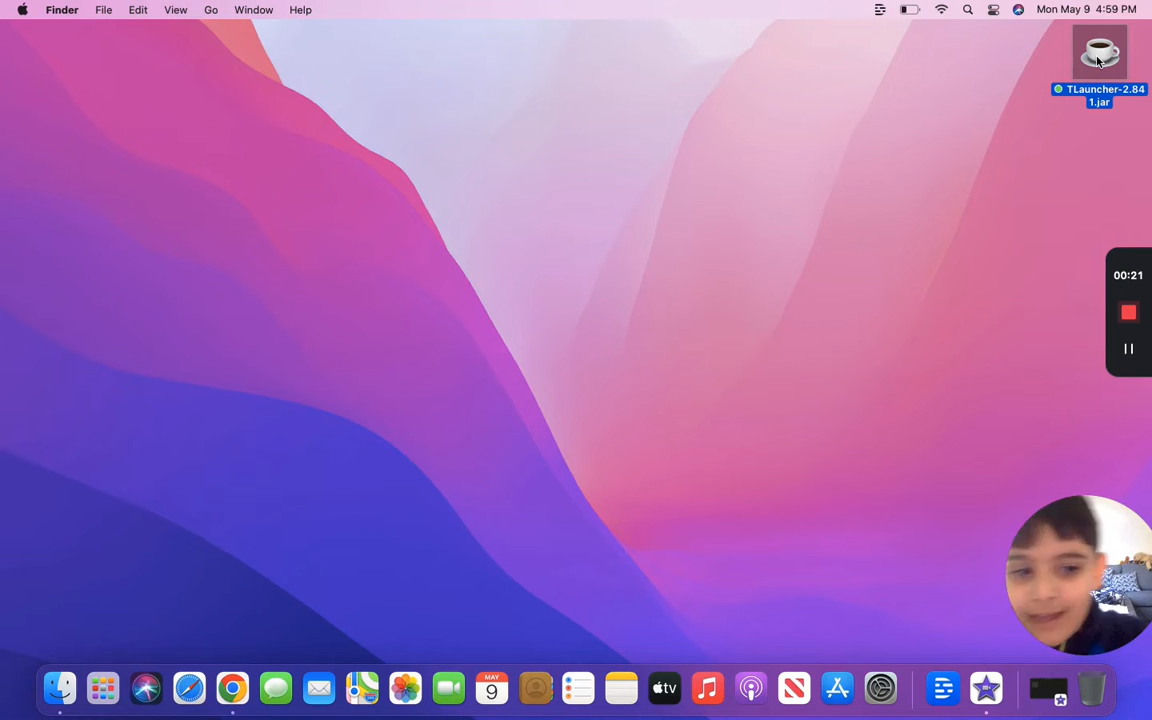 Finder File Edit View Go Window Help Mon May 9 4:59 PM
TLauncher-2.84
1.jar
00:21
MAY
9
tv